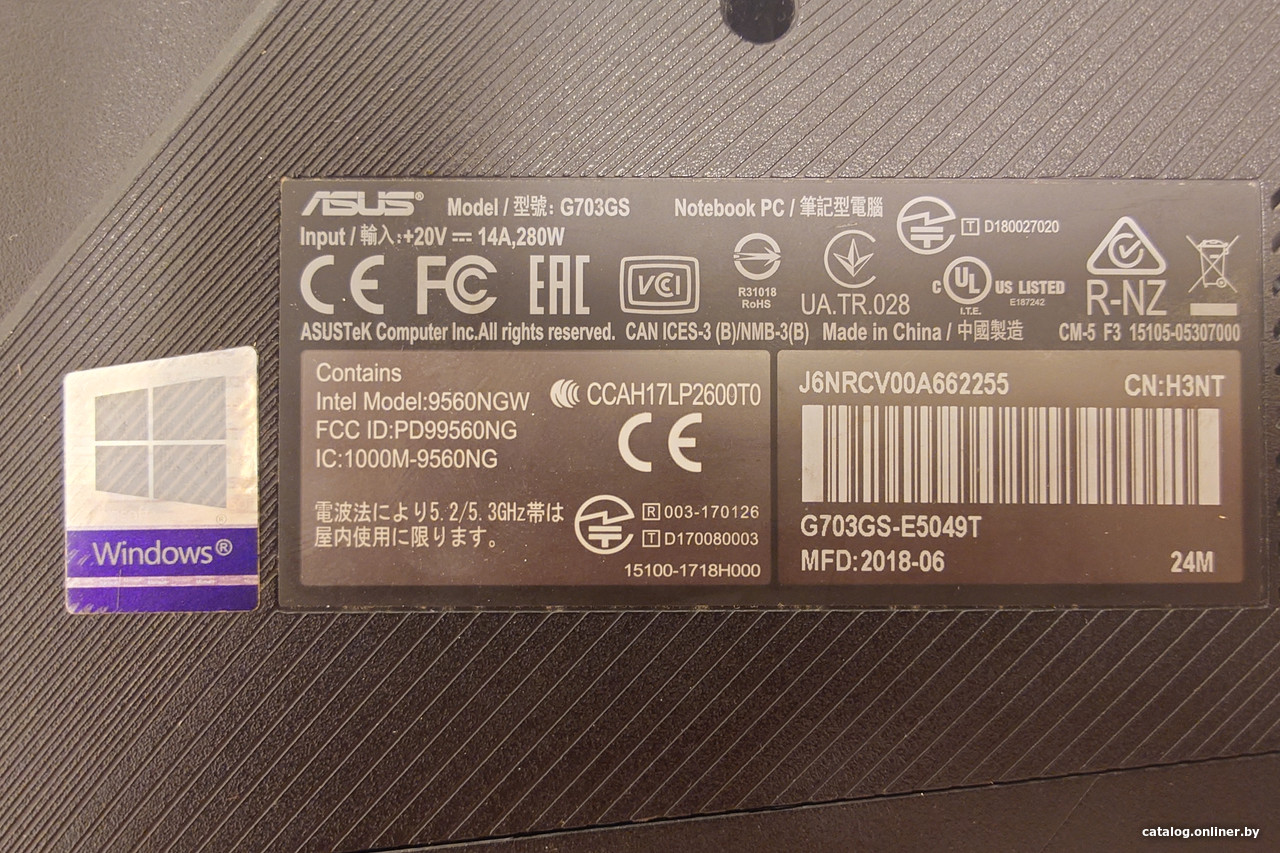 ASUS® Model / 型號: G703GS Notebook PC / 筆記型電腦
T D180027020
Input / 輸入:+20V ⎓ 14A,280W
CE FC EAC VCCI
R31018
RoHS
UA.TR.028
c UL US LISTED
I.T.E. E187242
R-NZ
ASUSTeK Computer Inc.All rights reserved. CAN ICES-3 (B)/NMB-3(B) Made in China / 中國製造 CM-5 F3 15105-05307000
Contains
Intel Model:9560NGW
FCC ID:PD99560NG
IC:1000M-9560NG
CCAH17LP2600T0
CE
電波法により5.2/5.3GHz帯は
屋内使用に限ります。
R 003-170126
T D170080003
15100-1718H000
J6NRCV00A662255 CN:H3NT
G703GS-E5049T
MFD:2018-06 24M
Windows®
catalog.onliner.by